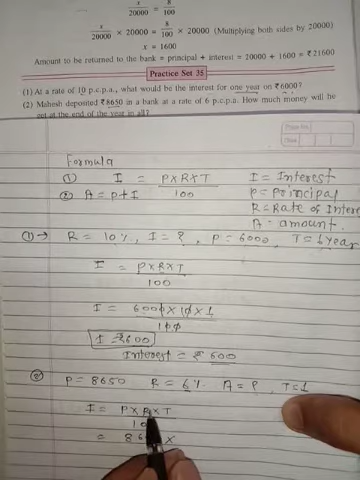 x/20000 = 8/100
x/20000 × 20000 = 8/100 × 20000 (Multiplying both sides by 20000)
x = 1600
Amount to be returned to the bank = principal + interest = 20000 + 1600 = ₹21600
Practice Set 35
(1) At a rate of 10 p.c.p.a., what would be the interest for one year on ₹6000?
(2) Mahesh deposited ₹8650 in a bank at a rate of 6 p.c.p.a. How much money will he
get at the end of the year in all?
Page No.
Date
Formula
① I = P×R×T/100 I = Interest
② A = P+I P = Principal
R = Rate of Interes
A = amount.
①→ R = 10%, I = ?, P = 6000, T = 1 year
I = P×R×T/100
I = 6000×10×1/100
I = ₹600
Interest = ₹ 600
② P = 8650 R = 6% A = ? T = 1
I = P×R×T
= ×